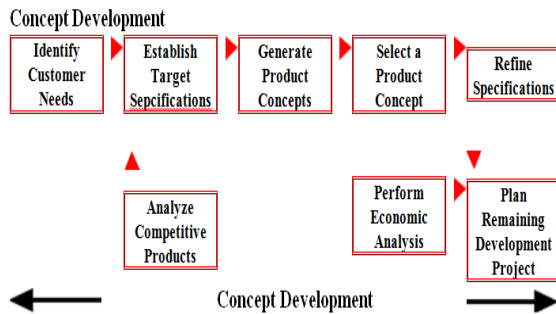 Concept Development
Identify
Customer
Needs
Establish
Target
Sepcifications
Generate
Product
Concepts
Select a
Product
Concept
Refine
Specifications
Analyze
Competitive
Products
Perform
Economic
Analysis
Plan
Remaining
Development
Project
Concept Development